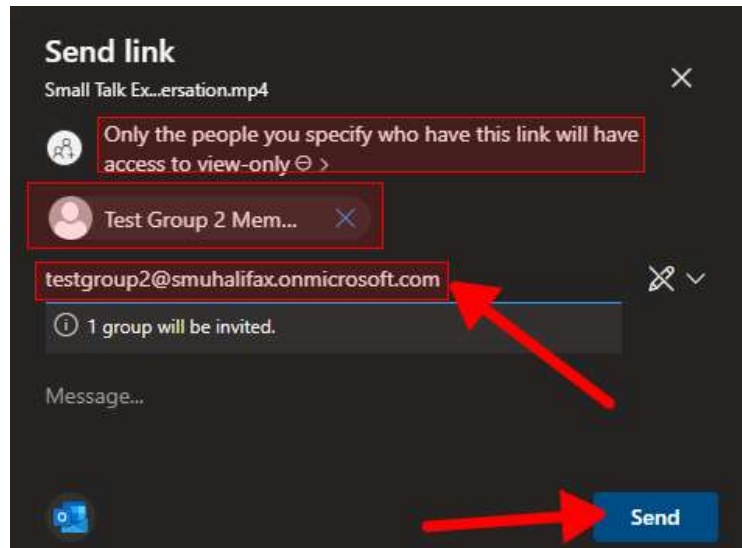 Send link
Small Talk Ex...ersation.mp4
Only the people you specify who have this link will have
access to view-only
Test Group 2 Mem...
testgroup2@smuhalifax.onmicrosoft.com
1 group will be invited.
Message...
Send